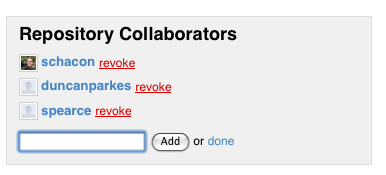 Repository Collaborators
schacon revoke
duncanparkes revoke
spearce revoke
Add or done